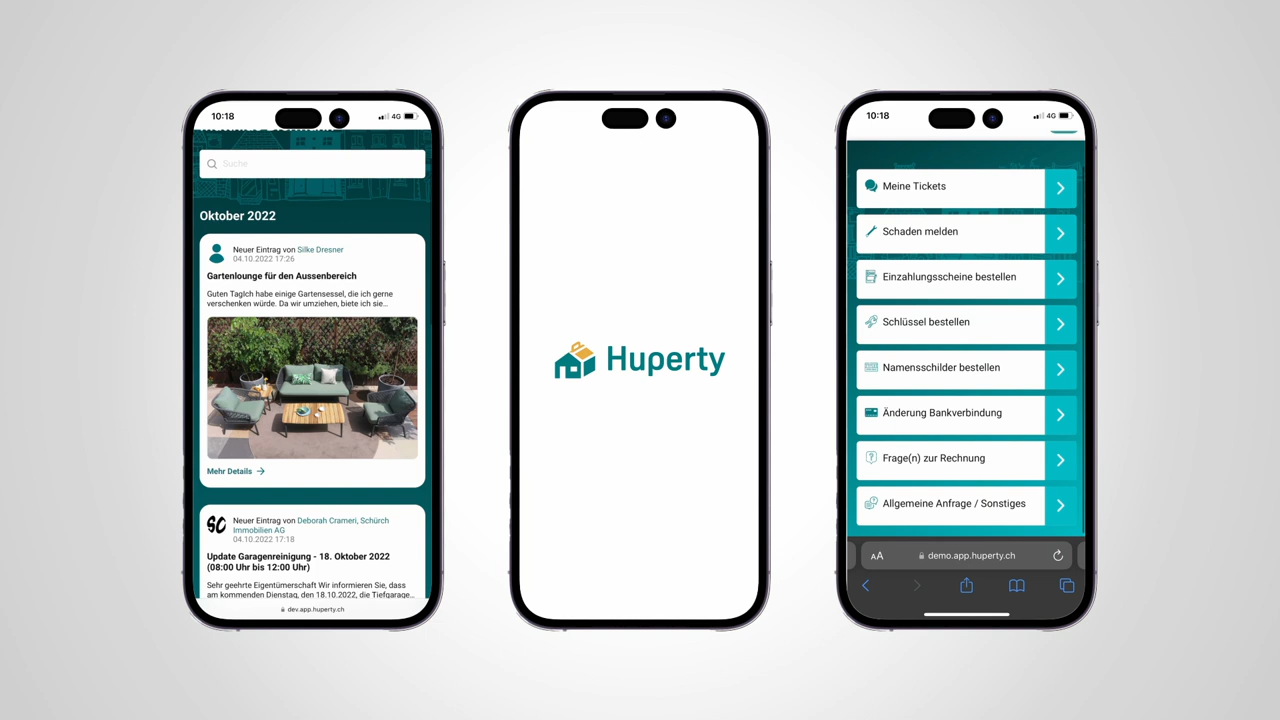 10:18
4G
Suche
Oktober 2022
Neuer Eintrag von Silke Dresner
04.10.2022 17:26
Gartenlounge für den Aussenbereich
Guten TagIch habe einige Gartensessel, die ich gerne
verschenken würde. Da wir umziehen, biete ich sie...
Mehr Details
SC
Neuer Eintrag von Deborah Crameri, Schürch
Immobilien AG
04.10.2022 17:18
Update Garagenreinigung - 18. Oktober 2022
(08:00 Uhr bis 12:00 Uhr)
Sehr geehrte Eigentümerschaft Wir informieren Sie, dass
am kommenden Dienstag, den 18.10.2022, die Tiefgarage...
dev.app.huperty.ch
Huperty
10:18
4G
Meine Tickets
Schaden melden
Einzahlungsscheine bestellen
Schlüssel bestellen
Namensschilder bestellen
Änderung Bankverbindung
Frage(n) zur Rechnung
Allgemeine Anfrage / Sonstiges
AA
demo.app.huperty.ch